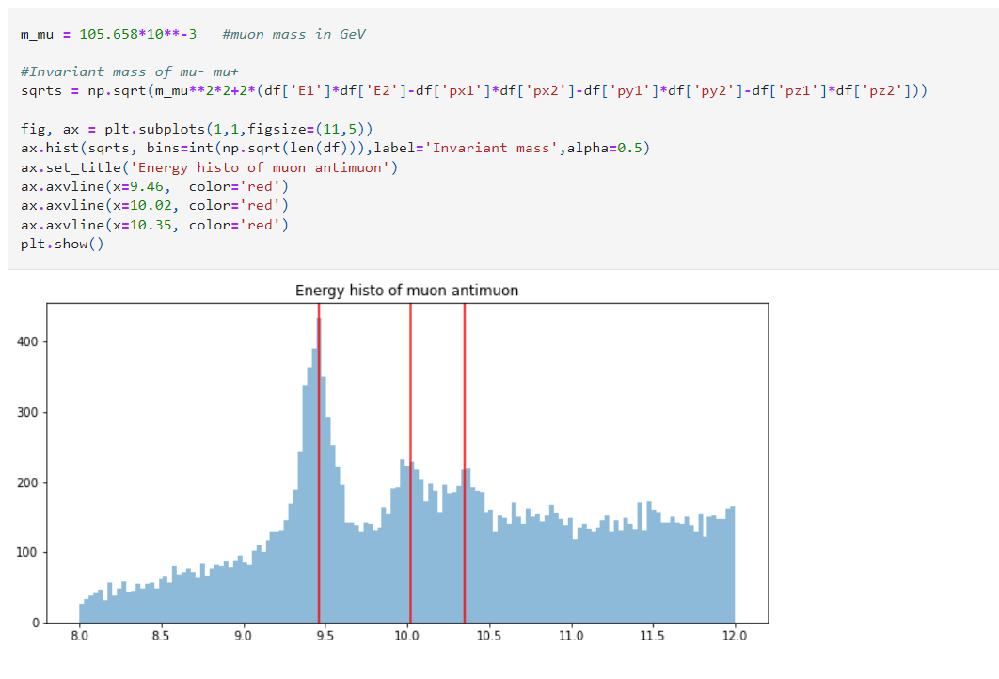 m_mu = 105.658*10**-3   #muon mass in GeV
#Invariant mass of mu- mu+
sqrts = np.sqrt(m_mu**2*2+2*(df['E1']*df['E2']-df['px1']*df['px2']-df['py1']*df['py2']-df['pz1']*df['pz2']))
fig, ax = plt.subplots(1,1,figsize=(11,5))
ax.hist(sqrts, bins=int(np.sqrt(len(df))),label='Invariant mass',alpha=0.5)
ax.set_title('Energy histo of muon antimuon')
ax.axvline(x=9.46,  color='red')
ax.axvline(x=10.02, color='red')
ax.axvline(x=10.35, color='red')
plt.show()
Energy histo of muon antimuon
400
300
200
100
0
8.0 8.5 9.0 9.5 10.0 10.5 11.0 11.5 12.0